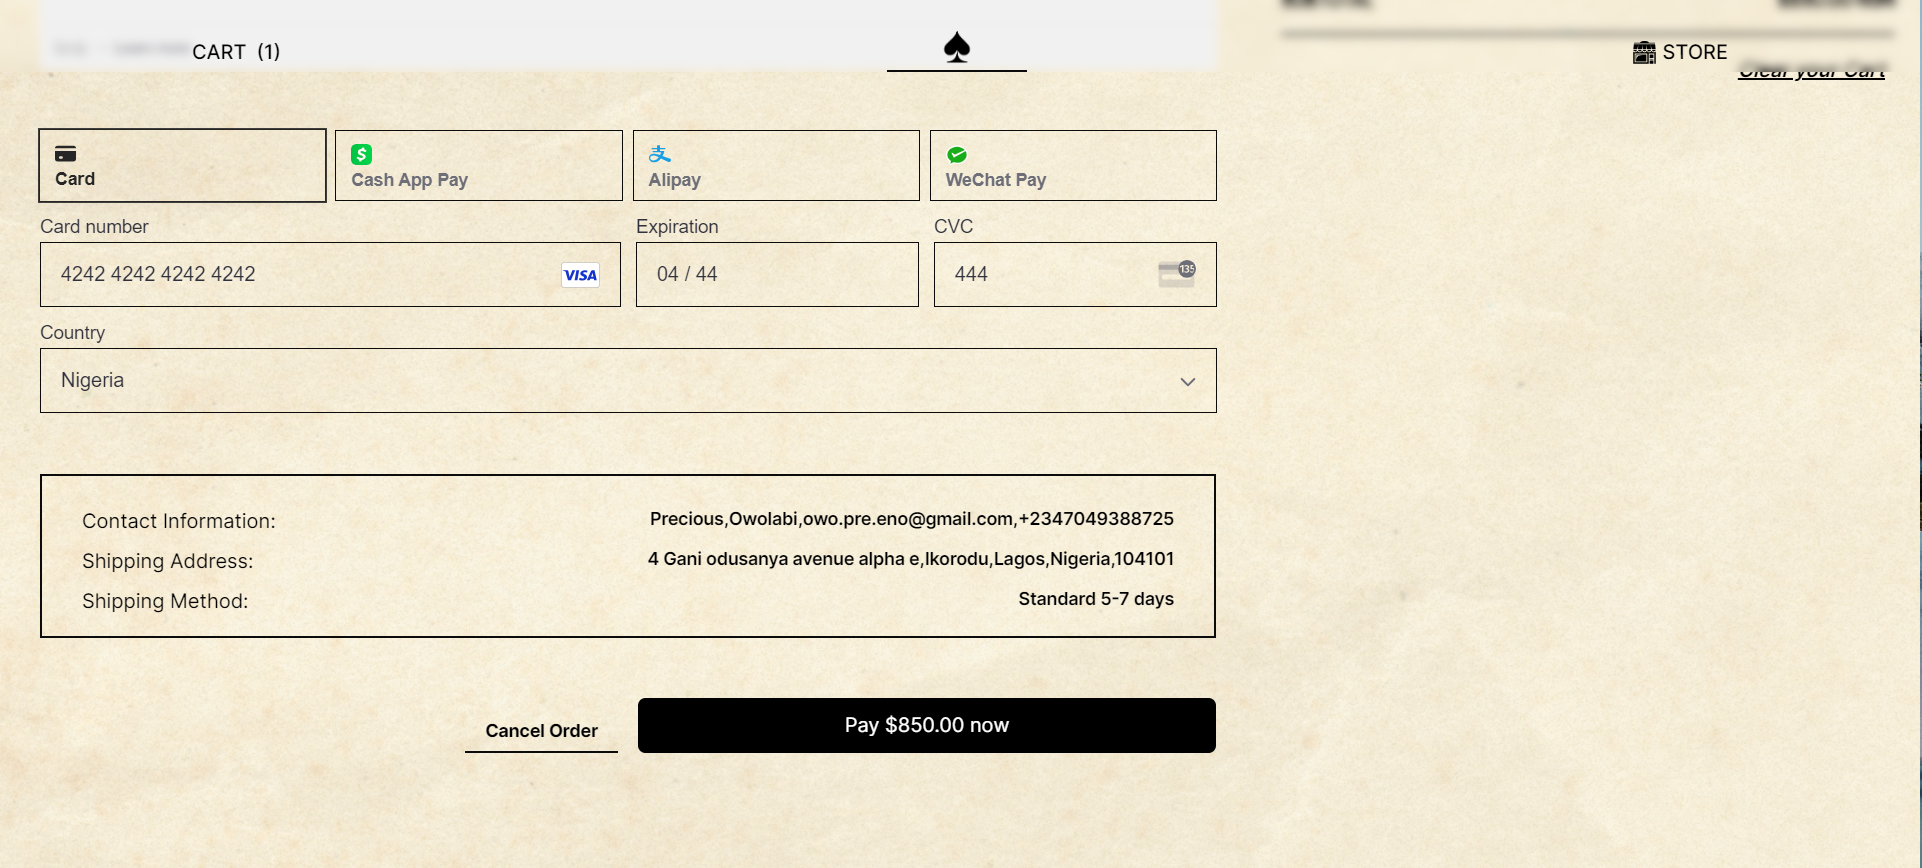 CART (1)
STORE
Clear your Cart
Card
Cash App Pay
Alipay
WeChat Pay
Card number
Expiration
CVC
4242 4242 4242 4242
VISA
04 / 44
444
135
Country
Nigeria
Contact Information:
Precious,Owolabi,owo.pre.eno@gmail.com,+2347049388725
Shipping Address:
4 Gani odusanya avenue alpha e,Ikorodu,Lagos,Nigeria,104101
Shipping Method:
Standard 5-7 days
Cancel Order
Pay $850.00 now